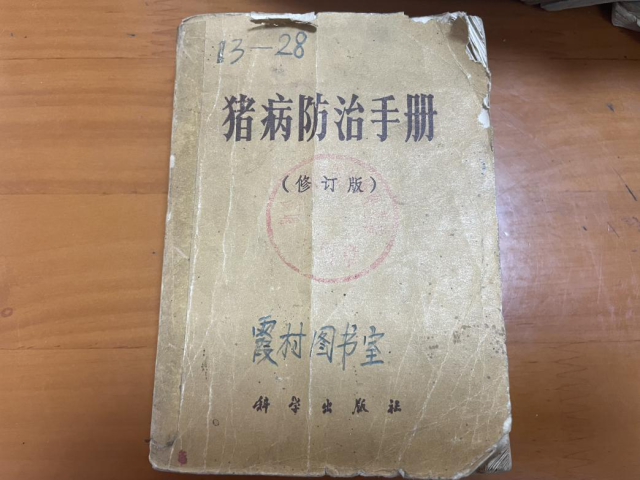 13-28
猪病防治手册
(修订版)
霞村图书室
科学出版社